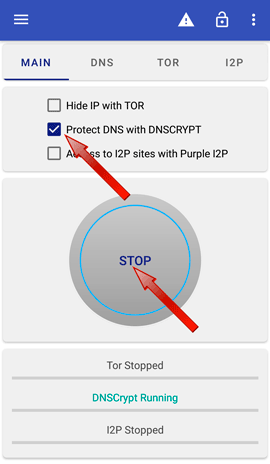 MAIN DNS TOR I2P
Hide IP with TOR
Protect DNS with DNSCRYPT
Access to I2P sites with Purple I2P
STOP
Tor Stopped
DNSCrypt Running
I2P Stopped